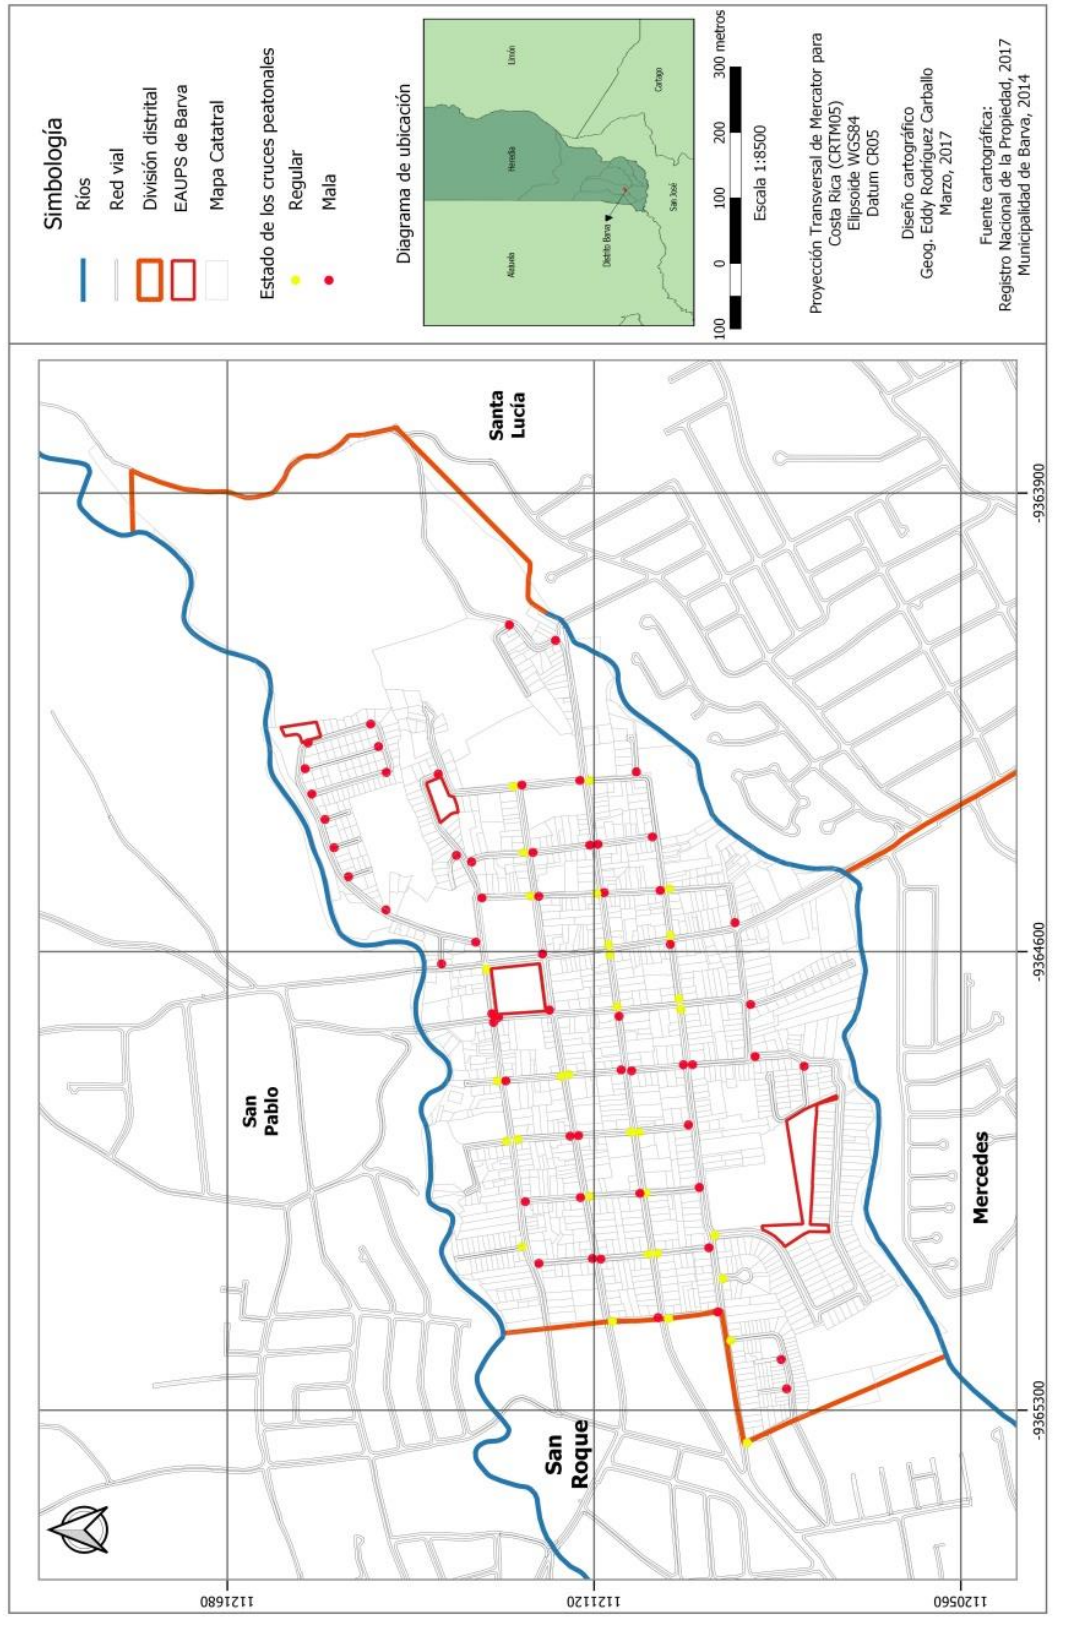 Simbología
Ríos
Red vial
División distrital
EAUPS de Barva
Mapa Catatral
Estado de los cruces peatonales
Regular
Mala
Diagrama de ubicación
Limón
Heredia
Alajuela
Cartago
San José
Distrito Barva
100 0 100 200 300 metros
Escala 1:8500
Proyección Transversal de Mercator para
Costa Rica (CRTM05)
Elipsoide WGS84
Datum CR05
Diseño cartográfico
Geog. Eddy Rodríguez Carballo
Marzo, 2017
Fuente cartográfica:
Registro Nacional de la Propiedad, 2017
Municipalidad de Barva, 2014
Santa
Lucía
San
Pablo
San
Roque
Mercedes
-9365300
-9364600
-9363900
1121680
1121120
1120560